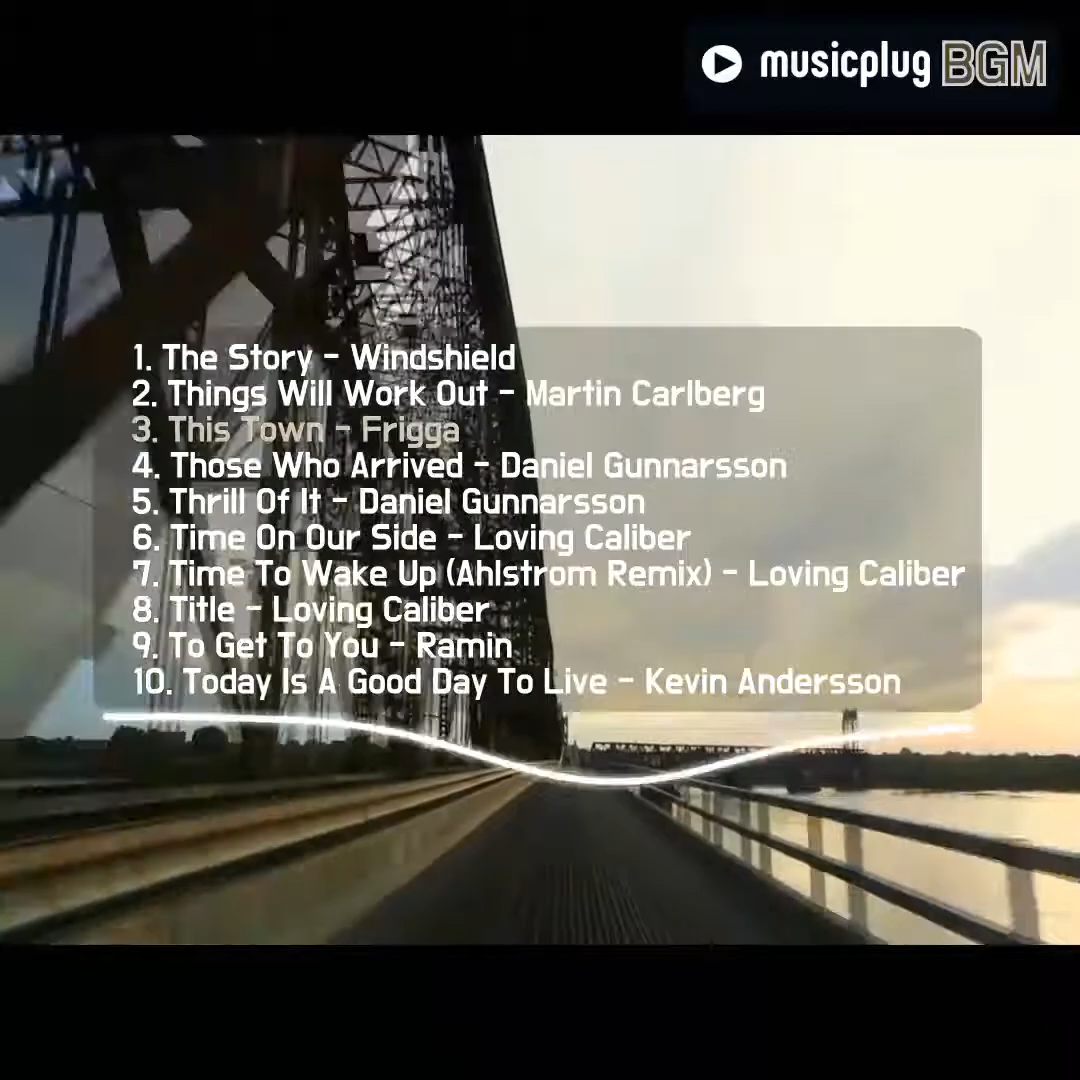 musicplug BGM
1. The Story - Windshield
2. Things Will Work Out - Martin Carlberg
3. This Town - Frigga
4. Those Who Arrived - Daniel Gunnarsson
5. Thrill Of It - Daniel Gunnarsson
6. Time On Our Side - Loving Caliber
7. Time To Wake Up (Ahlstrom Remix) - Loving Caliber
8. Title - Loving Caliber
9. To Get To You - Ramin
10. Today Is A Good Day To Live - Kevin Andersson